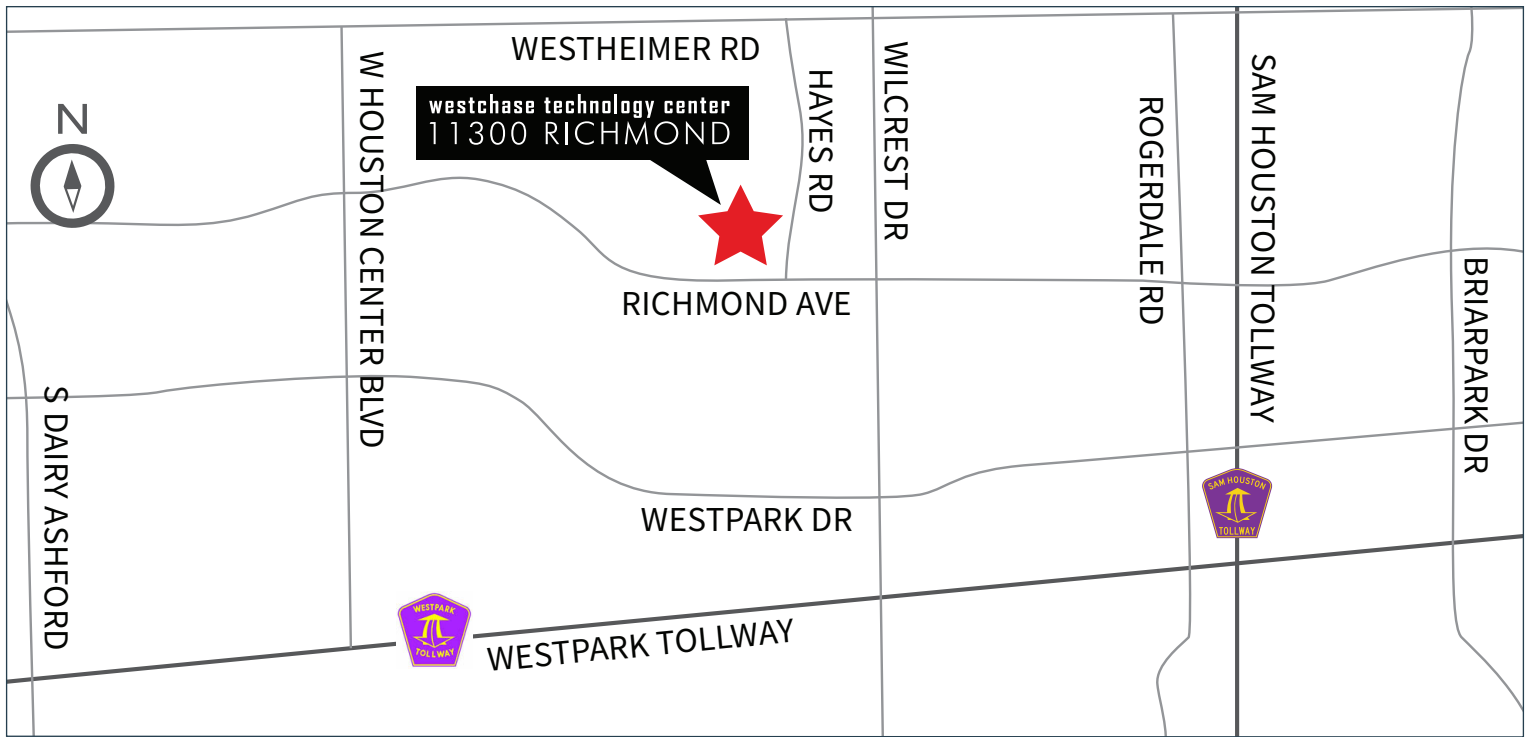 WESTHEIMER RD
N
westchase technology center
11300 RICHMOND
W HOUSTON CENTER BLVD
HAYES RD
WILCREST DR
ROGERDALE RD
SAM HOUSTON TOLLWAY
BRIARPARK DR
RICHMOND AVE
S DAIRY ASHFORD
WESTPARK DR
SAM HOUSTON
TOLLWAY
WESTPARK
TOLLWAY
WESTPARK TOLLWAY